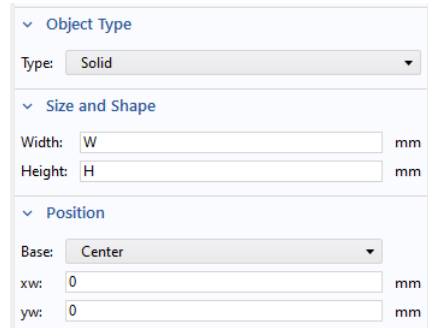 Object Type
Type: Solid
Size and Shape
Width: W mm
Height: H mm
Position
Base: Center
xw: 0 mm
yw: 0 mm